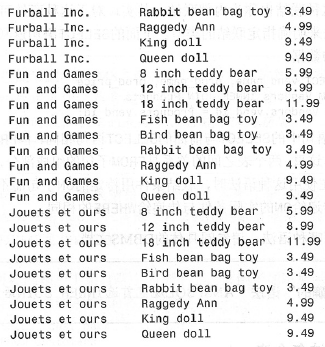 Furball Inc. Rabbit bean bag toy 3.49
Furball Inc. Raggedy Ann 4.99
Furball Inc. King doll 9.49
Furball Inc. Queen doll 9.49
Fun and Games 8 inch teddy bear 5.99
Fun and Games 12 inch teddy bear 8.99
Fun and Games 18 inch teddy bear 11.99
Fun and Games Fish bean bag toy 3.49
Fun and Games Bird bean bag toy 3.49
Fun and Games Rabbit bean bag toy 3.49
Fun and Games Raggedy Ann 4.99
Fun and Games King doll 9.49
Fun and Games Queen doll 9.49
Jouets et ours 8 inch teddy bear 5.99
Jouets et ours 12 inch teddy bear 8.99
Jouets et ours 18 inch teddy bear 11.99
Jouets et ours Fish bean bag toy 3.49
Jouets et ours Bird bean bag toy 3.49
Jouets et ours Rabbit bean bag toy 3.49
Jouets et ours Raggedy Ann 4.99
Jouets et ours King doll 9.49
Jouets et ours Queen doll 9.49